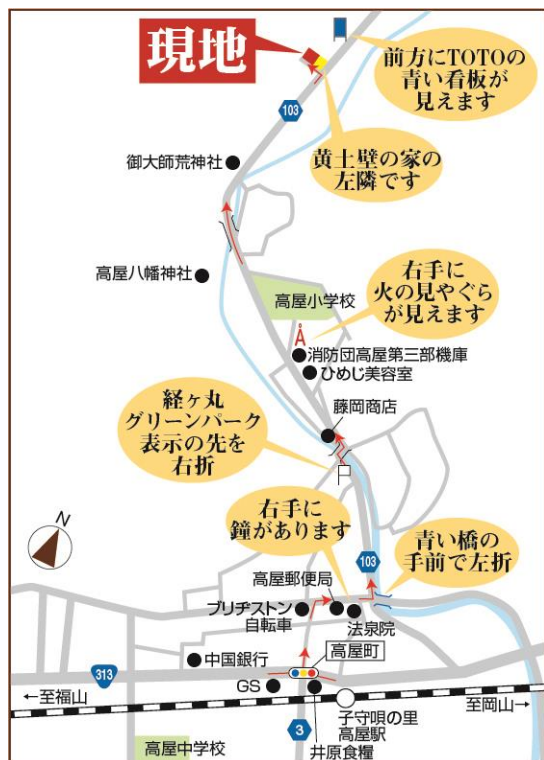 現地
前方にTOTOの
青い看板が
見えます
103
黄土壁の家の
左隣です
御大師荒神社
高屋八幡神社
高屋小学校
右手に
火の見やぐら
が見えます
消防団高屋第三部機庫
ひめじ美容室
藤岡商店
経ヶ丸
グリーンパーク
表示の先を
右折
N
右手に
鐘があります
青い橋の
手前で左折
103
高屋郵便局
ブリヂストン
自転車
法泉院
高屋町
中国銀行
313
GS
←至福山
子守唄の里
高屋駅
至岡山→
3
井原食糧
高屋中学校